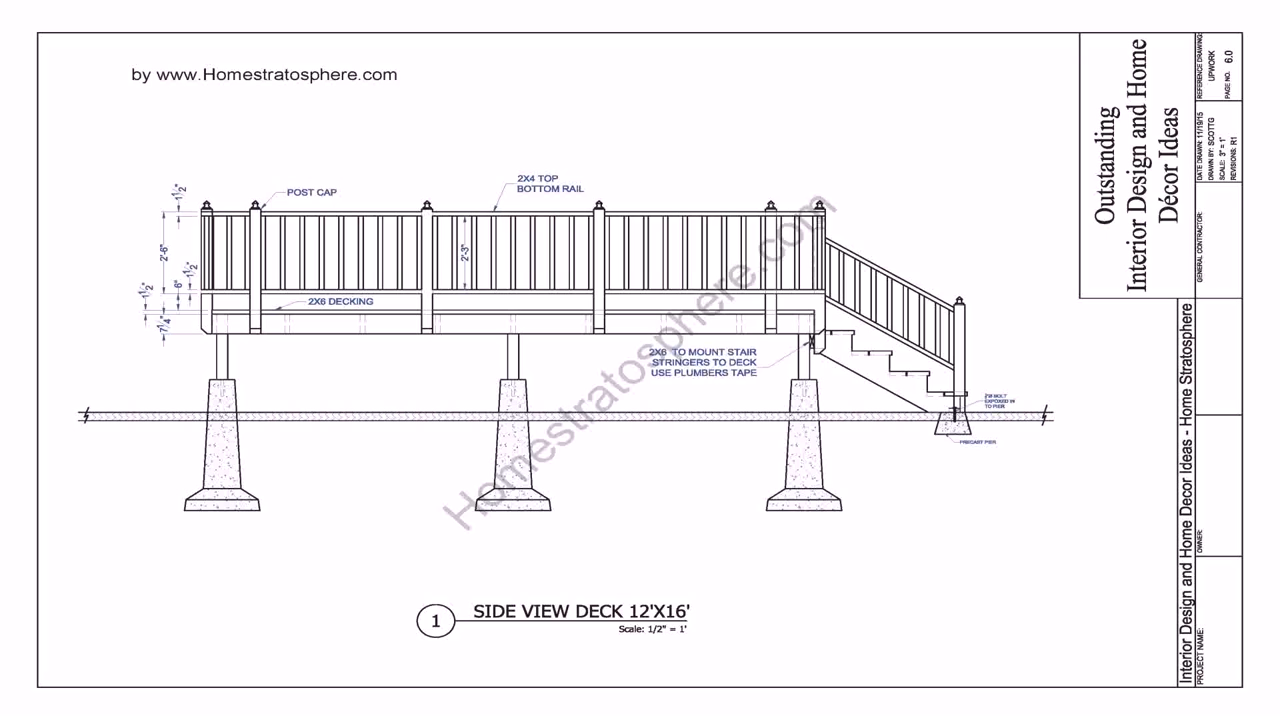 by www.Homestratosphere.com
POST CAP
2X4 TOP
BOTTOM RAIL
1½"
2'-6"
2'-3"
1½"
6"
1½"
7¼"
2X6 DECKING
2X6 TO MOUNT STAIR
STRINGERS TO DECK
USE PLUMBERS TAPE
EXPOSED IN
TO PIER
PRECAST PIER
Homestratosphere.com
1
SIDE VIEW DECK 12'X16'
Scale: 1/2" = 1'
Outstanding
Interior Design and Home
Décor Ideas
Interior Design and Home Decor Ideas - Home Stratosphere
REFERENCE DRAWING:
UPWORK
PAGE NO. 6.0
DATE DRAWN: 11/19/15
DRAWN BY: SCOTTG
SCALE: 3" = 1'
REVISIONS: R1
GENERAL CONTRACTOR:
OWNER:
PROJECT NAME: